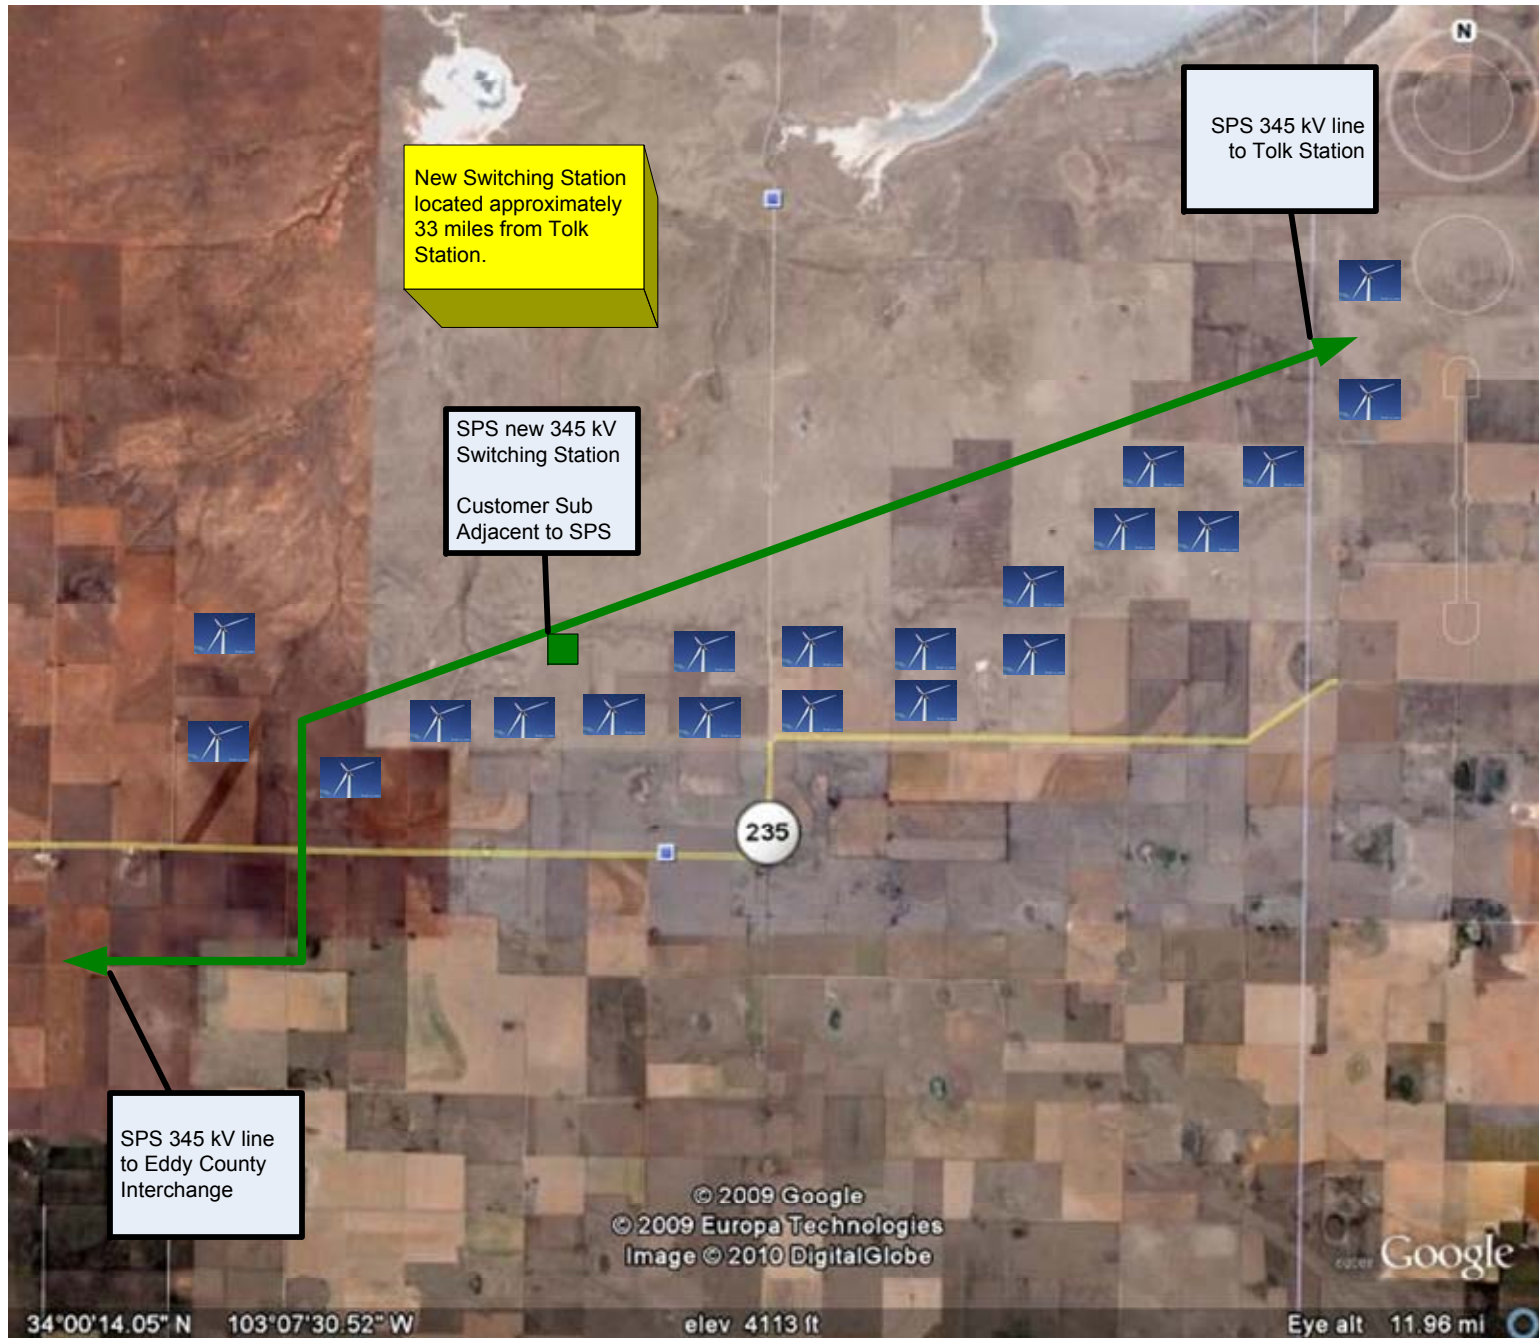 N
SPS 345 kV line
to Tolk Station
New Switching Station
located approximately
33 miles from Tolk
Station.
SPS new 345 kV
Switching Station
Customer Sub
Adjacent to SPS
235
SPS 345 kV line
to Eddy County
Interchange
© 2009 Google
© 2009 Europa Technologies
Image © 2010 DigitalGlobe
Google
34°00'14.05" N 103°07'30.52" W elev 4113 ft Eye alt 11.96 mi